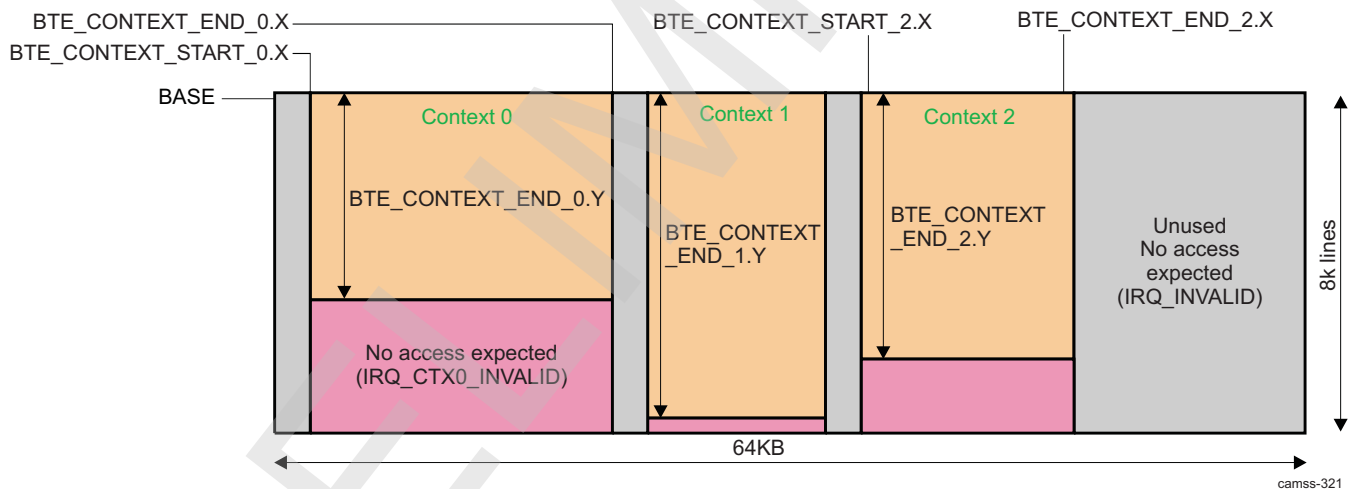 BTE_CONTEXT_END_0.X
BTE_CONTEXT_START_2.X
BTE_CONTEXT_END_2.X
BTE_CONTEXT_START_0.X
BASE
Context 0
Context 1
Context 2
BTE_CONTEXT_END_0.Y
BTE_CONTEXT
_END_1.Y
BTE_CONTEXT
_END_2.Y
Unused
No access
expected
(IRQ_INVALID)
8k lines
No access expected
(IRQ_CTX0_INVALID)
64KB
camss-321